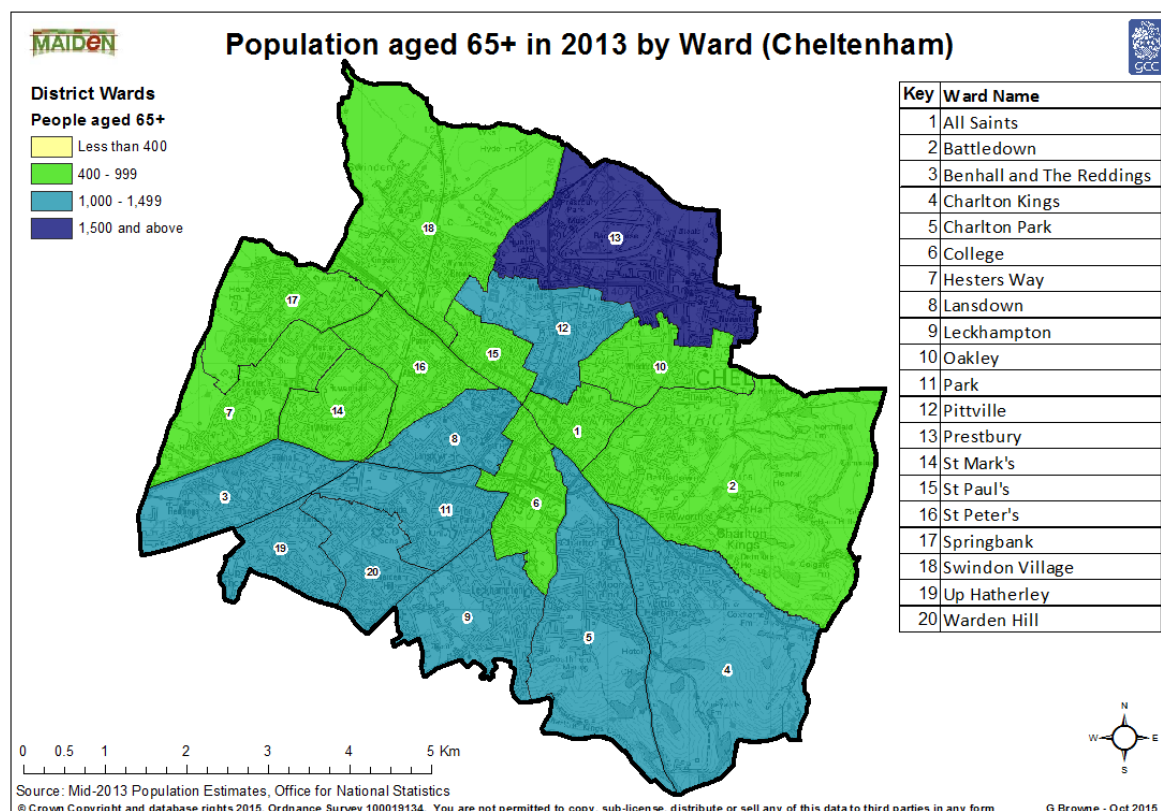 MAIDEN
Population aged 65+ in 2013 by Ward (Cheltenham)
GCC
District Wards
People aged 65+
Less than 400
400 - 999
1,000 - 1,499
1,500 and above
Key Ward Name
1 All Saints
2 Battledown
3 Benhall and The Reddings
4 Charlton Kings
5 Charlton Park
6 College
7 Hesters Way
8 Lansdown
9 Leckhampton
10 Oakley
11 Park
12 Pittville
13 Prestbury
14 St Mark's
15 St Paul's
16 St Peter's
17 Springbank
18 Swindon Village
19 Up Hatherley
20 Warden Hill
18
13
17
12
15
16
10
7
14
8
1
3
11
6
2
19
20
9
5
4
Charlton
Kings
N
W E
S
0 0.5 1 2 3 4 5 Km
Source: Mid-2013 Population Estimates, Office for National Statistics
© Crown Copyright and database rights 2015. Ordnance Survey 100019134. You are not permitted to copy, sub-license, distribute or sell any of this data to third parties in any form G Browne - Oct 2015